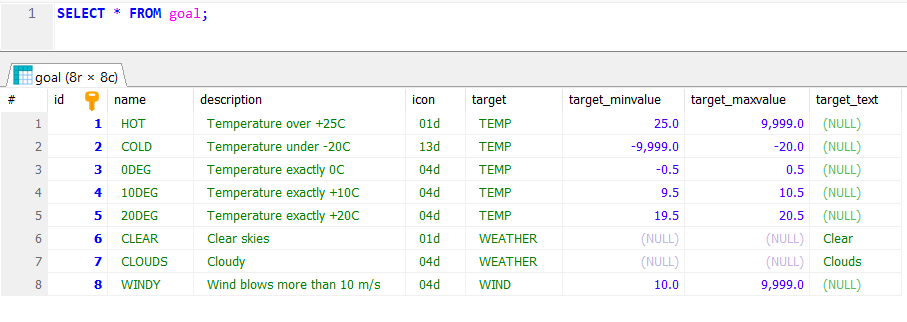 1 SELECT * FROM goal;
goal (8r × 8c)
# id name description icon target target_minvalue target_maxvalue target_text
1 1 HOT Temperature over +25C 01d TEMP 25.0 9,999.0 (NULL)
2 2 COLD Temperature under -20C 13d TEMP -9,999.0 -20.0 (NULL)
3 3 0DEG Temperature exactly 0C 04d TEMP -0.5 0.5 (NULL)
4 4 10DEG Temperature exactly +10C 04d TEMP 9.5 10.5 (NULL)
5 5 20DEG Temperature exactly +20C 04d TEMP 19.5 20.5 (NULL)
6 6 CLEAR Clear skies 01d WEATHER (NULL) (NULL) Clear
7 7 CLOUDS Cloudy 04d WEATHER (NULL) (NULL) Clouds
8 8 WINDY Wind blows more than 10 m/s 04d WIND 10.0 9,999.0 (NULL)